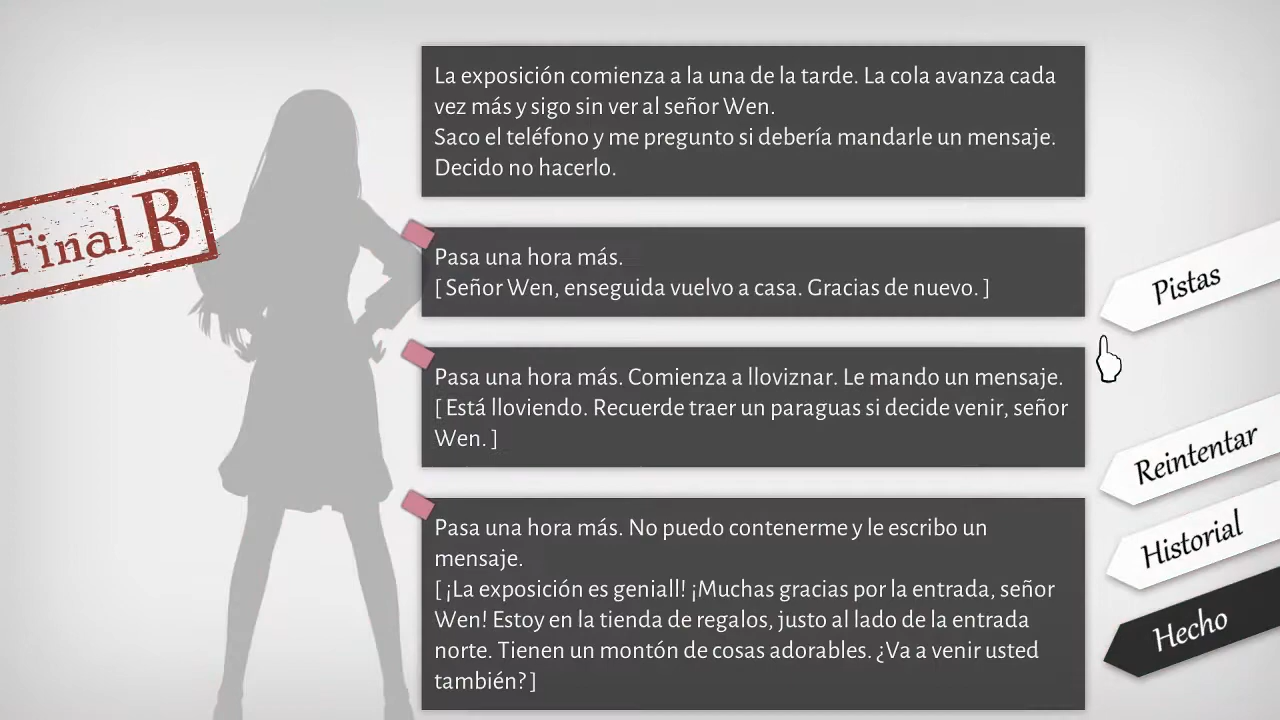 Final B
La exposición comienza a la una de la tarde. La cola avanza cada
vez más y sigo sin ver al señor Wen.
Saco el teléfono y me pregunto si debería mandarle un mensaje.
Decido no hacerlo.
Pasa una hora más.
[ Señor Wen, enseguida vuelvo a casa. Gracias de nuevo. ]
Pasa una hora más. Comienza a lloviznar. Le mando un mensaje.
[ Está lloviendo. Recuerde traer un paraguas si decide venir, señor
Wen. ]
Pasa una hora más. No puedo contenerme y le escribo un
mensaje.
[ ¡La exposición es geniall! ¡Muchas gracias por la entrada, señor
Wen! Estoy en la tienda de regalos, justo al lado de la entrada
norte. Tienen un montón de cosas adorables. ¿Va a venir usted
también? ]
Pistas
Reintentar
Historial
Hecho